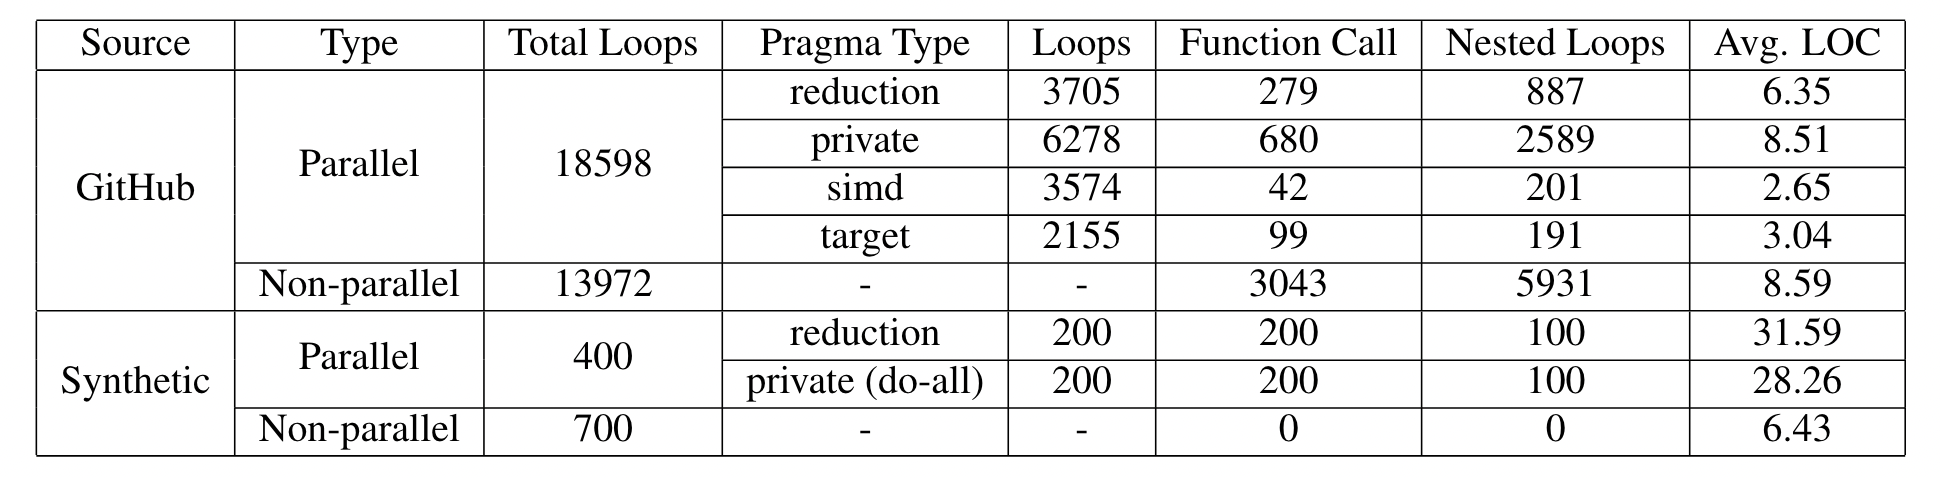 Source Type Total Loops Pragma Type Loops Function Call Nested Loops Avg. LOC
GitHub Parallel 18598 reduction 3705 279 887 6.35
private 6278 680 2589 8.51
simd 3574 42 201 2.65
target 2155 99 191 3.04
Non-parallel 13972 - - 3043 5931 8.59
Synthetic Parallel 400 reduction 200 200 100 31.59
private (do-all) 200 200 100 28.26
Non-parallel 700 - - 0 0 6.43